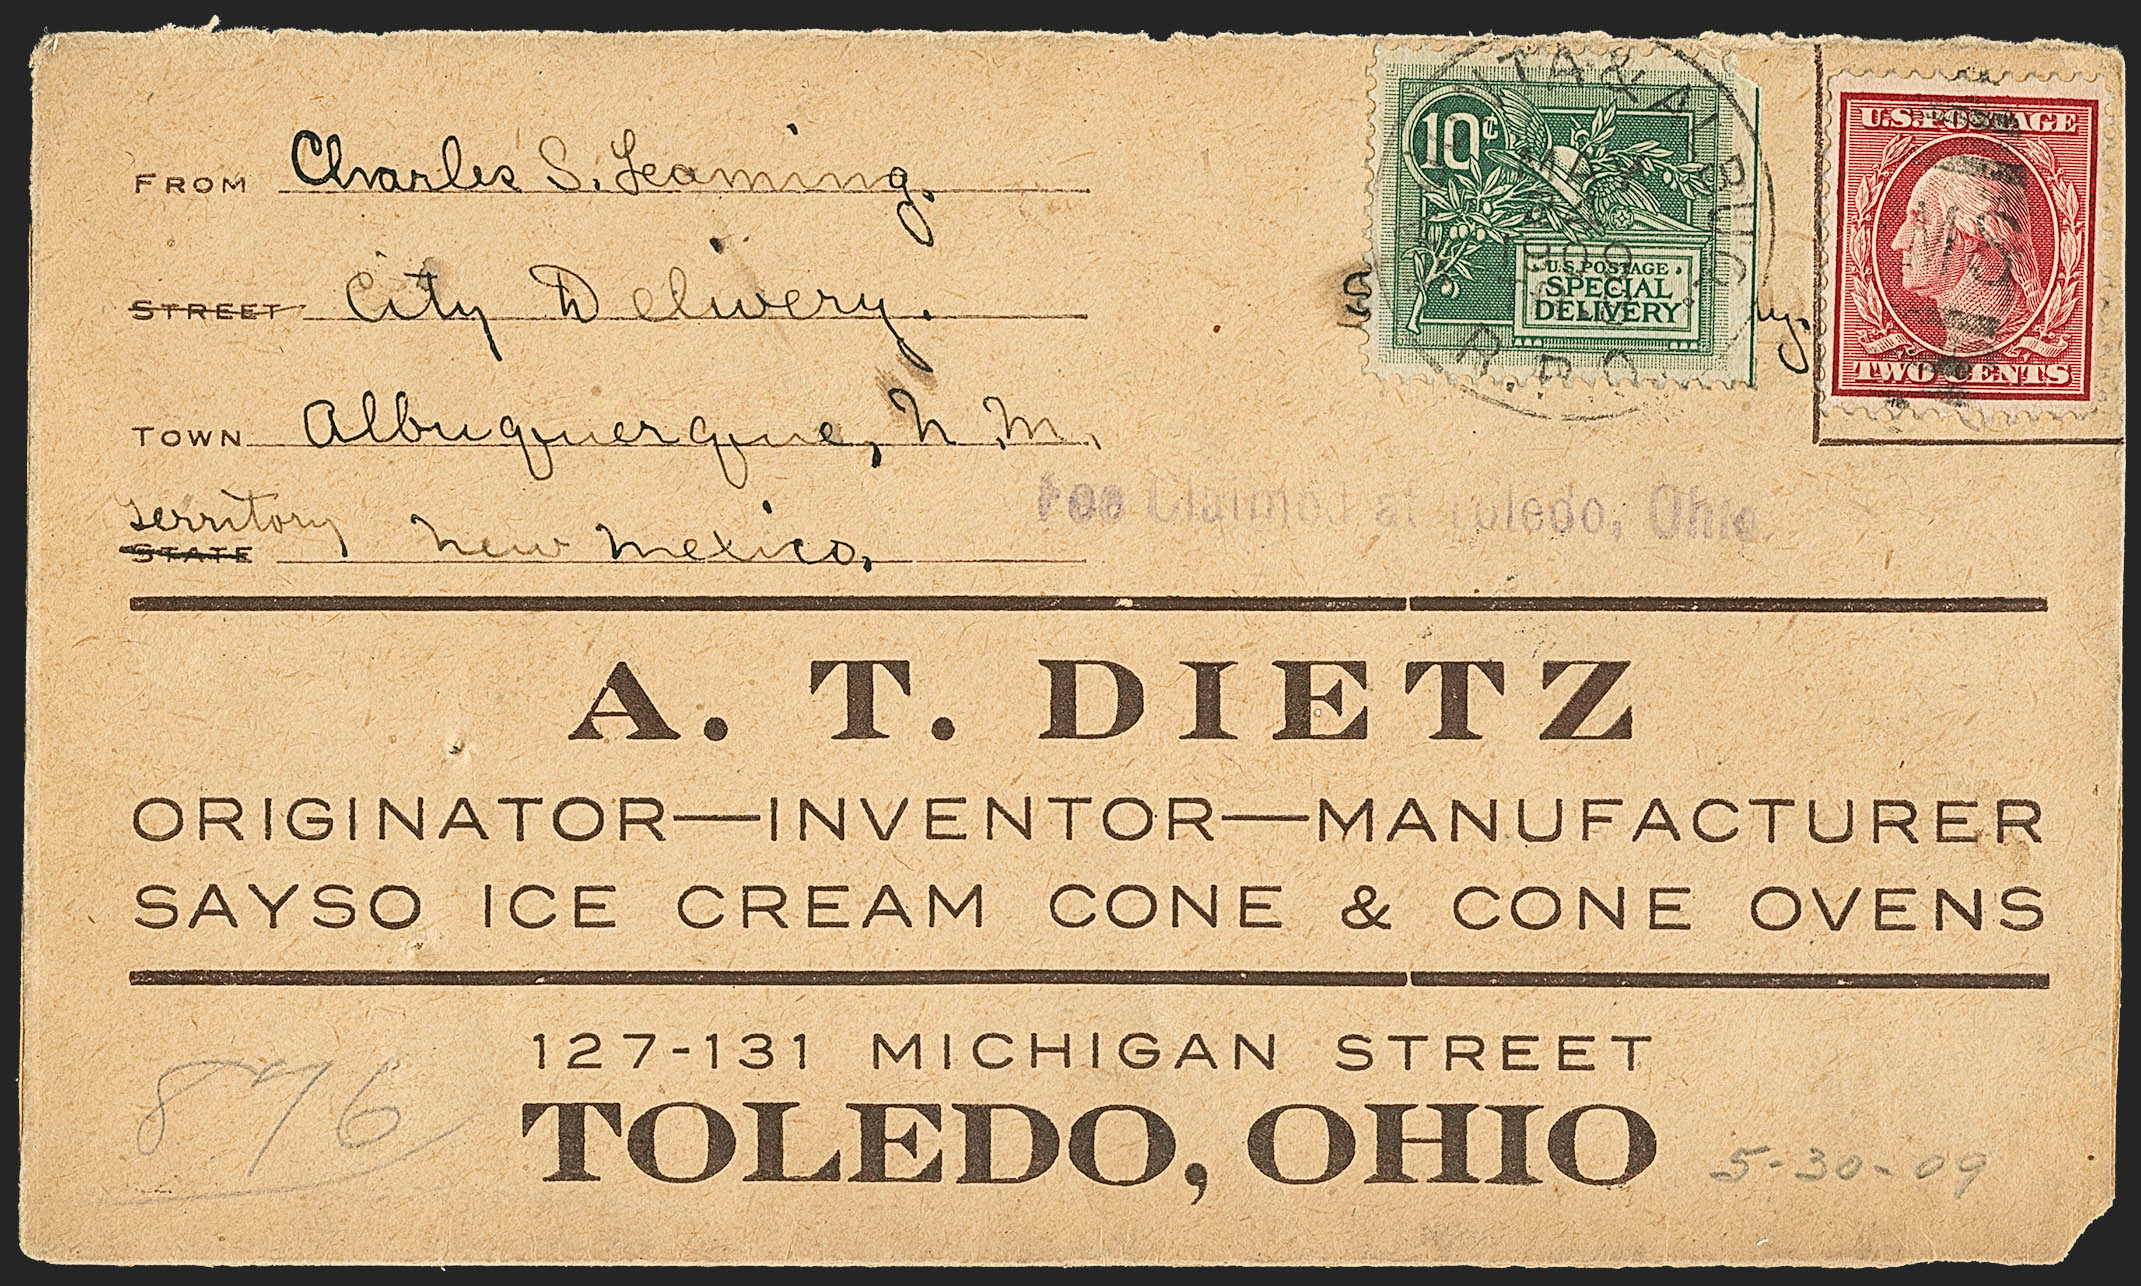 FROM Charles S. Leaming.
STREET City Delivery.
TOWN Albuquerque, N. M.
Territory
STATE New Mexico,
10¢
U.S. POSTAGE
SPECIAL
DELIVERY
1909
R.P.O.
U.S. POSTAGE
MS
TWO CENTS
Fee Claimed at Toledo, Ohio.
A. T. DIETZ
ORIGINATOR—INVENTOR—MANUFACTURER
SAYSO ICE CREAM CONE & CONE OVENS
127-131 MICHIGAN STREET
TOLEDO, OHIO
876
5-30-09